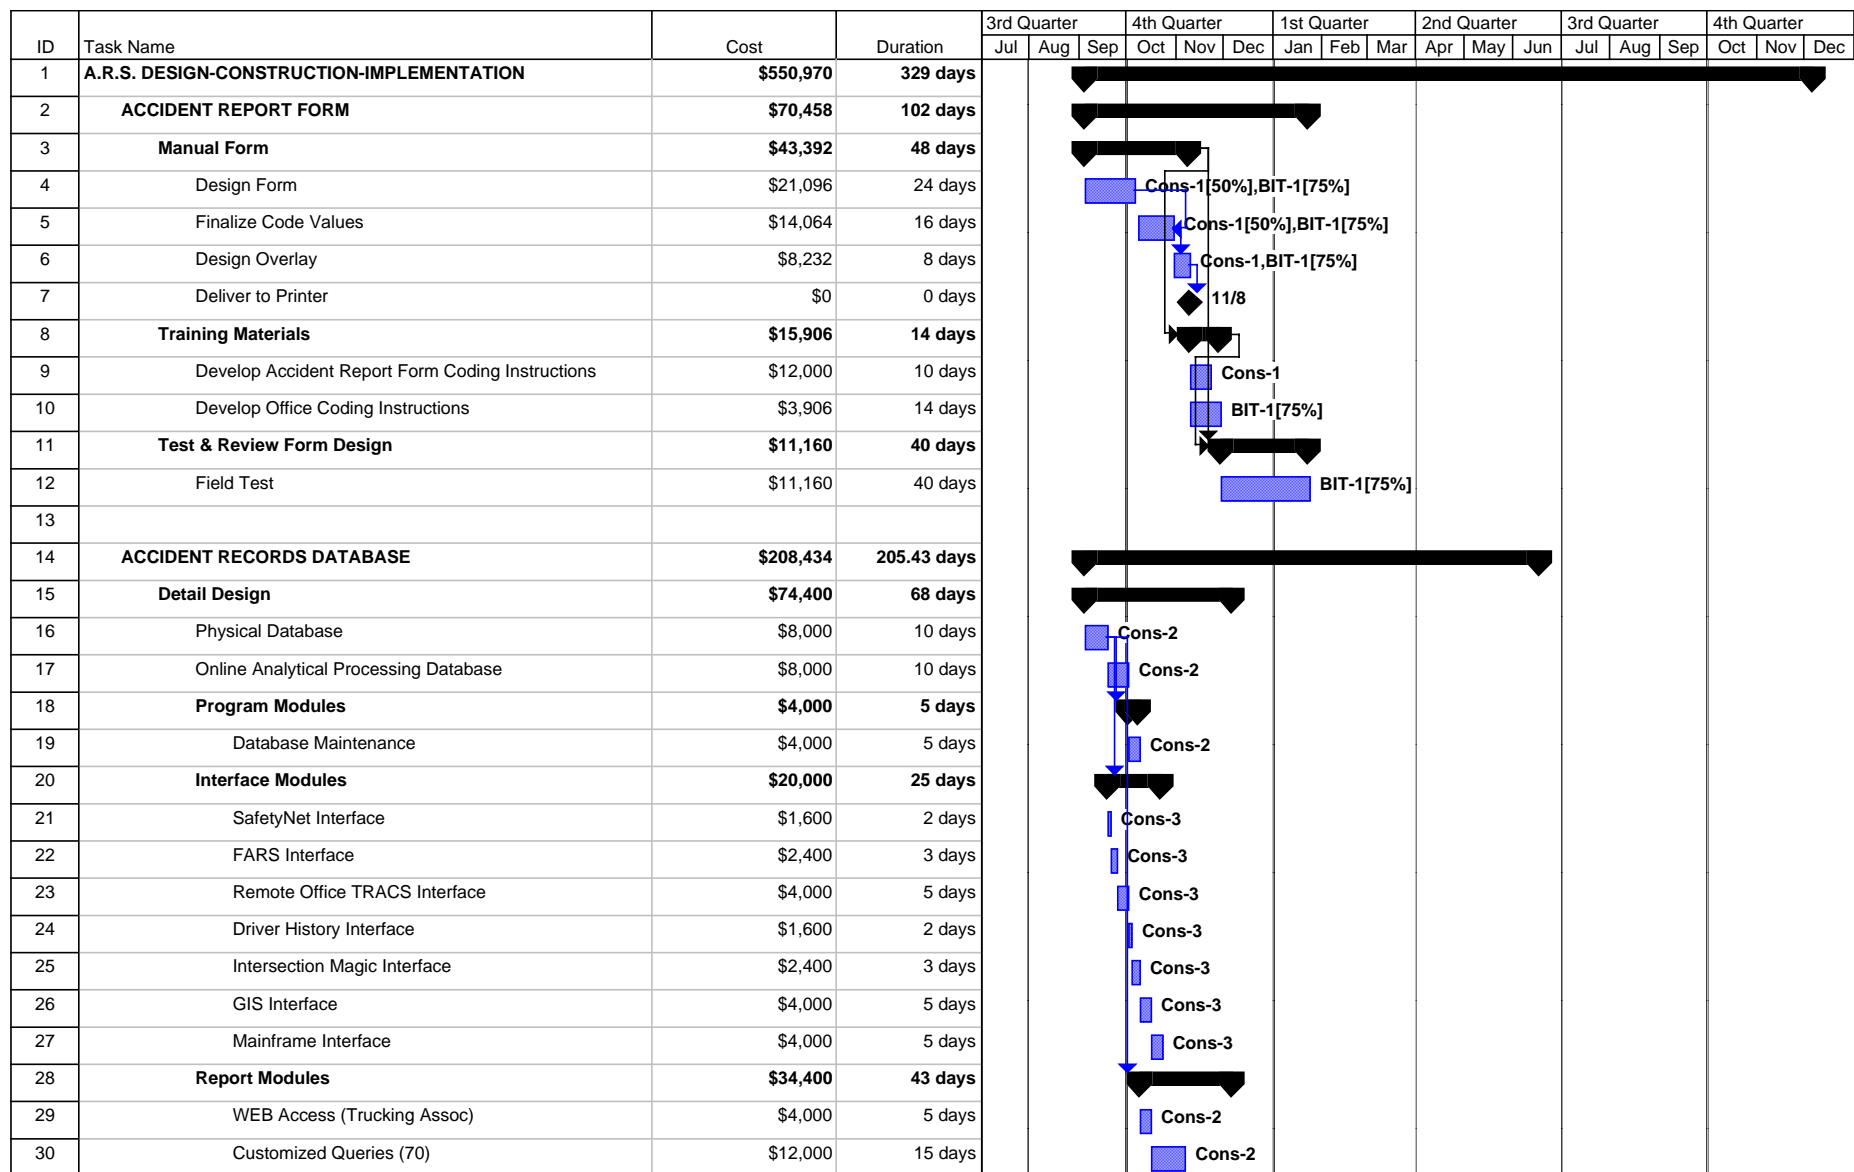 3rd Quarter 4th Quarter 1st Quarter 2nd Quarter 3rd Quarter 4th Quarter
ID Task Name Cost Duration Jul Aug Sep Oct Nov Dec Jan Feb Mar Apr May Jun Jul Aug Sep Oct Nov Dec
1 A.R.S. DESIGN-CONSTRUCTION-IMPLEMENTATION $550,970 329 days
2 ACCIDENT REPORT FORM $70,458 102 days
3 Manual Form $43,392 48 days
4 Design Form $21,096 24 days Cons-1[50%],BIT-1[75%]
5 Finalize Code Values $14,064 16 days Cons-1[50%],BIT-1[75%]
6 Design Overlay $8,232 8 days Cons-1,BIT-1[75%]
7 Deliver to Printer $0 0 days 11/8
8 Training Materials $15,906 14 days
9 Develop Accident Report Form Coding Instructions $12,000 10 days Cons-1
10 Develop Office Coding Instructions $3,906 14 days BIT-1[75%]
11 Test & Review Form Design $11,160 40 days
12 Field Test $11,160 40 days BIT-1[75%]
13
14 ACCIDENT RECORDS DATABASE $208,434 205.43 days
15 Detail Design $74,400 68 days
16 Physical Database $8,000 10 days Cons-2
17 Online Analytical Processing Database $8,000 10 days Cons-2
18 Program Modules $4,000 5 days
19 Database Maintenance $4,000 5 days Cons-2
20 Interface Modules $20,000 25 days
21 SafetyNet Interface $1,600 2 days Cons-3
22 FARS Interface $2,400 3 days Cons-3
23 Remote Office TRACS Interface $4,000 5 days Cons-3
24 Driver History Interface $1,600 2 days Cons-3
25 Intersection Magic Interface $2,400 3 days Cons-3
26 GIS Interface $4,000 5 days Cons-3
27 Mainframe Interface $4,000 5 days Cons-3
28 Report Modules $34,400 43 days
29 WEB Access (Trucking Assoc) $4,000 5 days Cons-2
30 Customized Queries (70) $12,000 15 days Cons-2